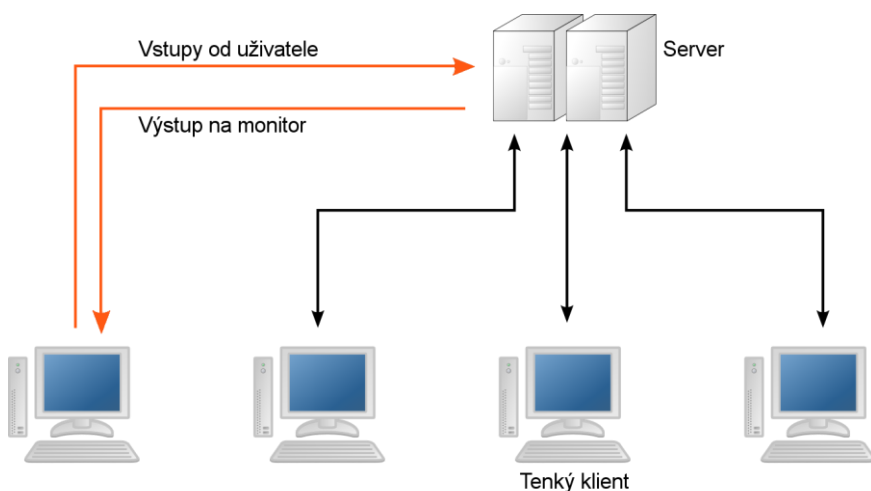 Vstupy od uživatele
Server
Výstup na monitor
Tenký klient